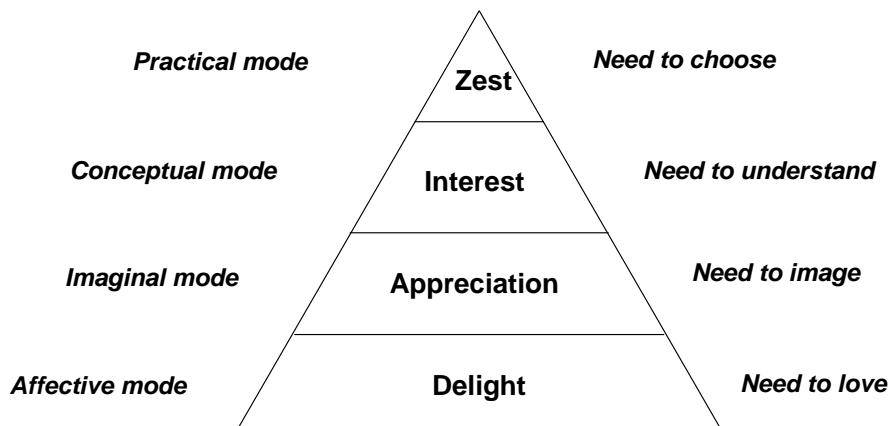 Practical mode
Zest
Need to choose
Conceptual mode
Interest
Need to understand
Imaginal mode
Appreciation
Need to image
Affective mode
Delight
Need to love